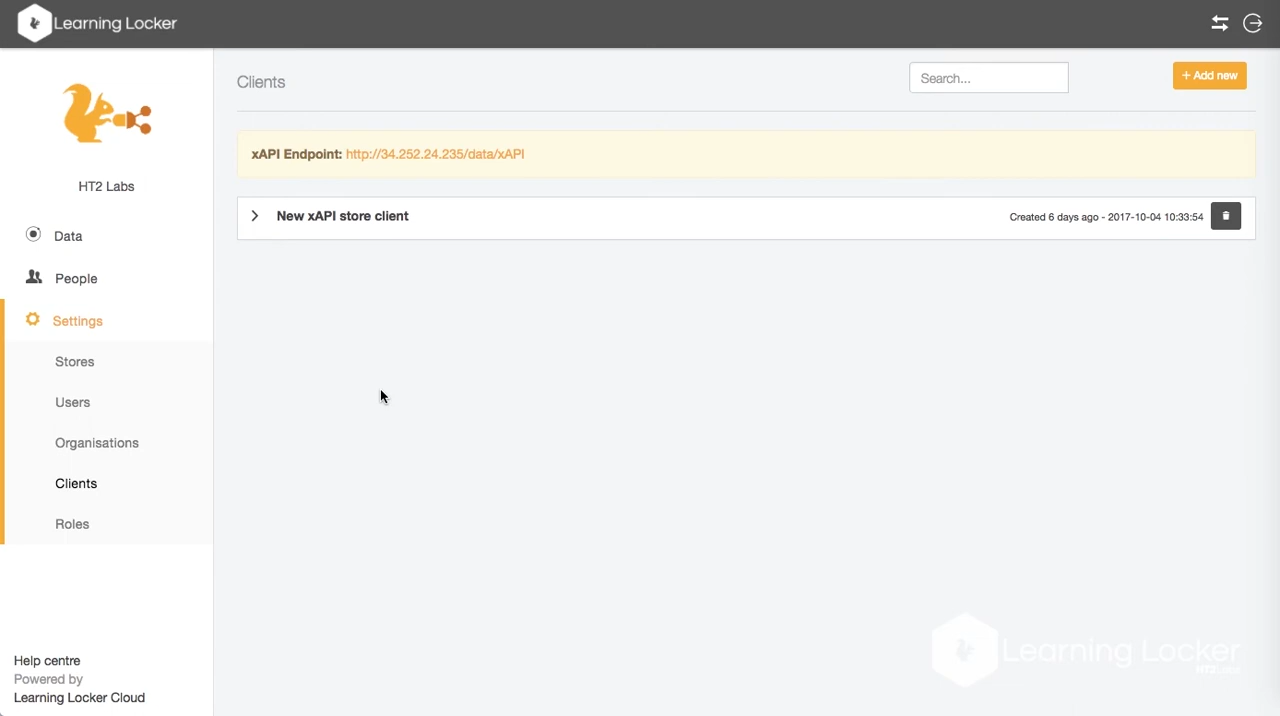 Learning Locker
HT2 Labs
Data
People
Settings
Stores
Users
Organisations
Clients
Roles
Help centre
Powered by
Learning Locker Cloud
Clients
Search...
+ Add new
xAPI Endpoint: http://34.252.24.235/data/xAPI
New xAPI store client
Created 6 days ago - 2017-10-04 10:33:54
Learning Locker
HT2 Labs